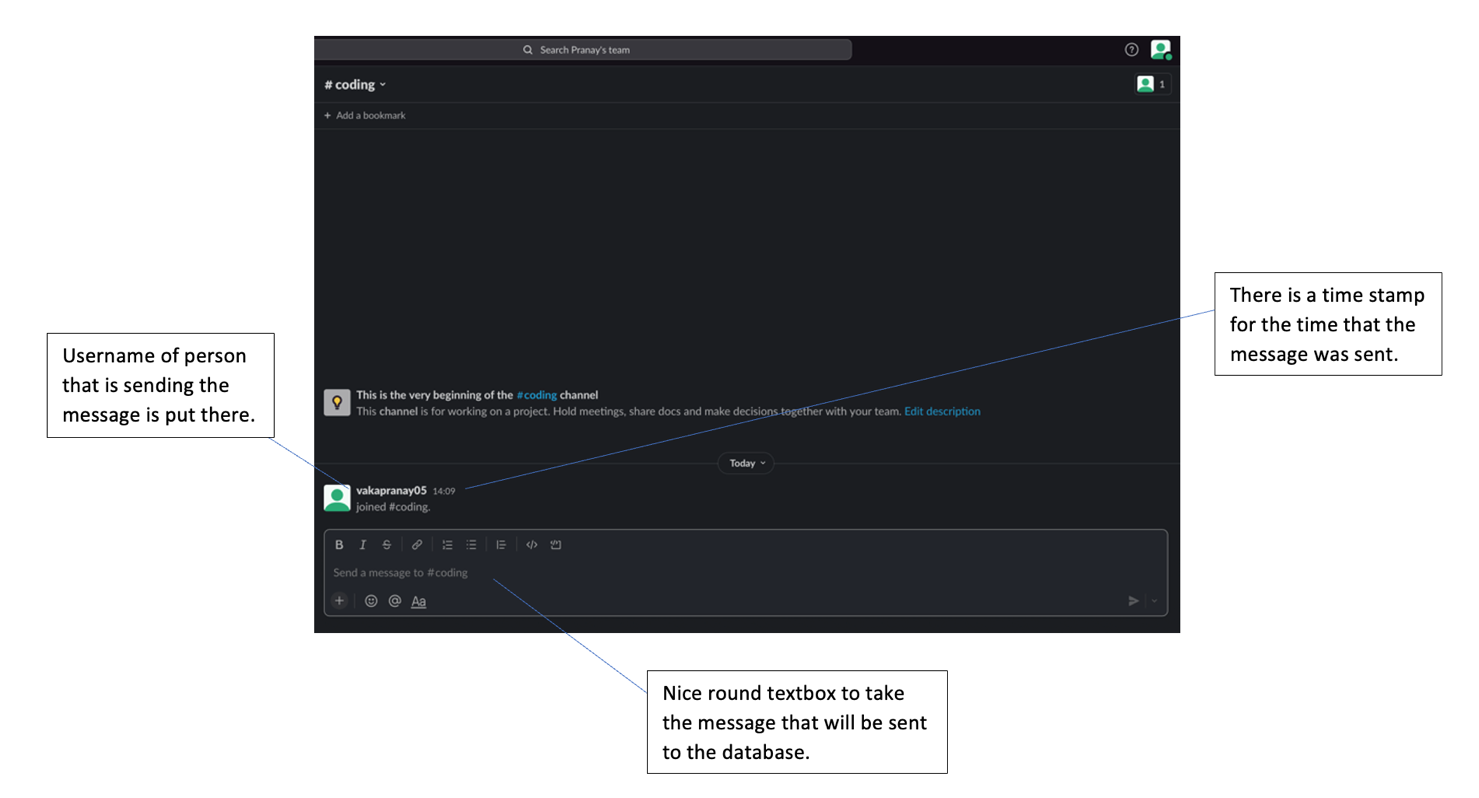 Search Pranay's team
# coding
1
+ Add a bookmark
There is a time stamp
for the time that the
message was sent.
Username of person
that is sending the
message is put there.
This is the very beginning of the #coding channel
This channel is for working on a project. Hold meetings, share docs and make decisions together with your team. Edit description
Today
vakapranay05 14:09
joined #coding.
B I S
Send a message to #coding
+ @ Aa
Nice round textbox to take
the message that will be sent
to the database.